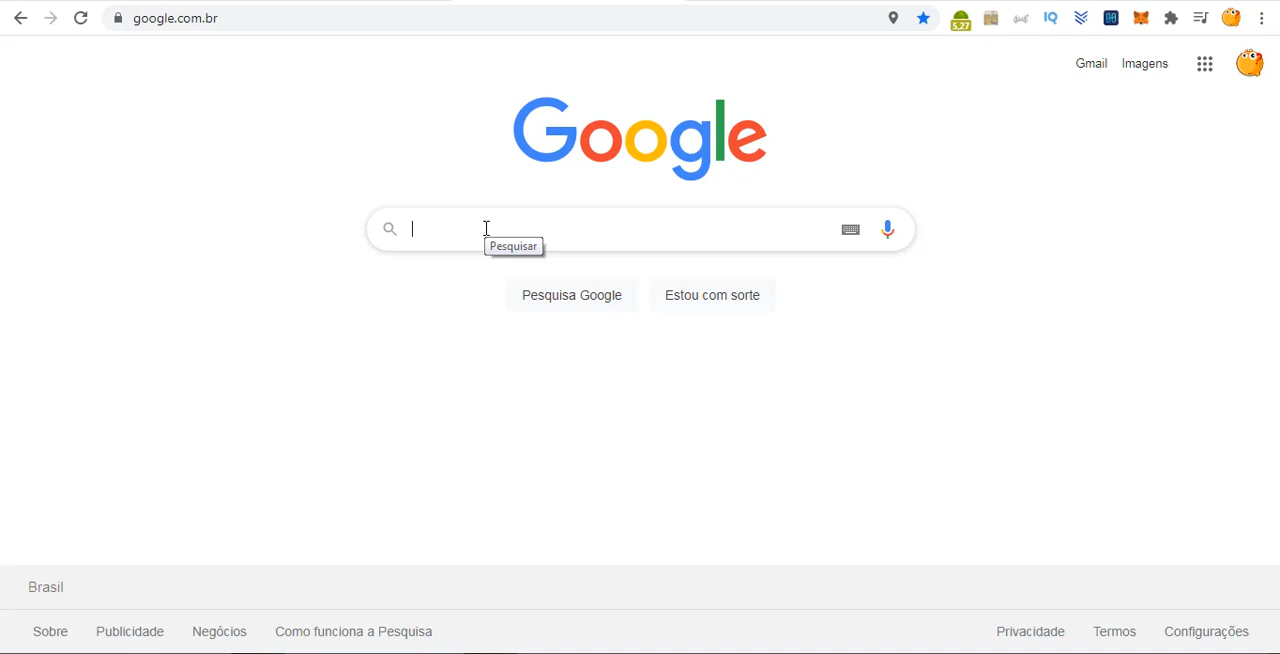 google.com.br
5,27
IQ
Gmail Imagens
Google
Pesquisar
Pesquisa Google Estou com sorte
Brasil
Sobre Publicidade Negócios Como funciona a Pesquisa Privacidade Termos Configurações